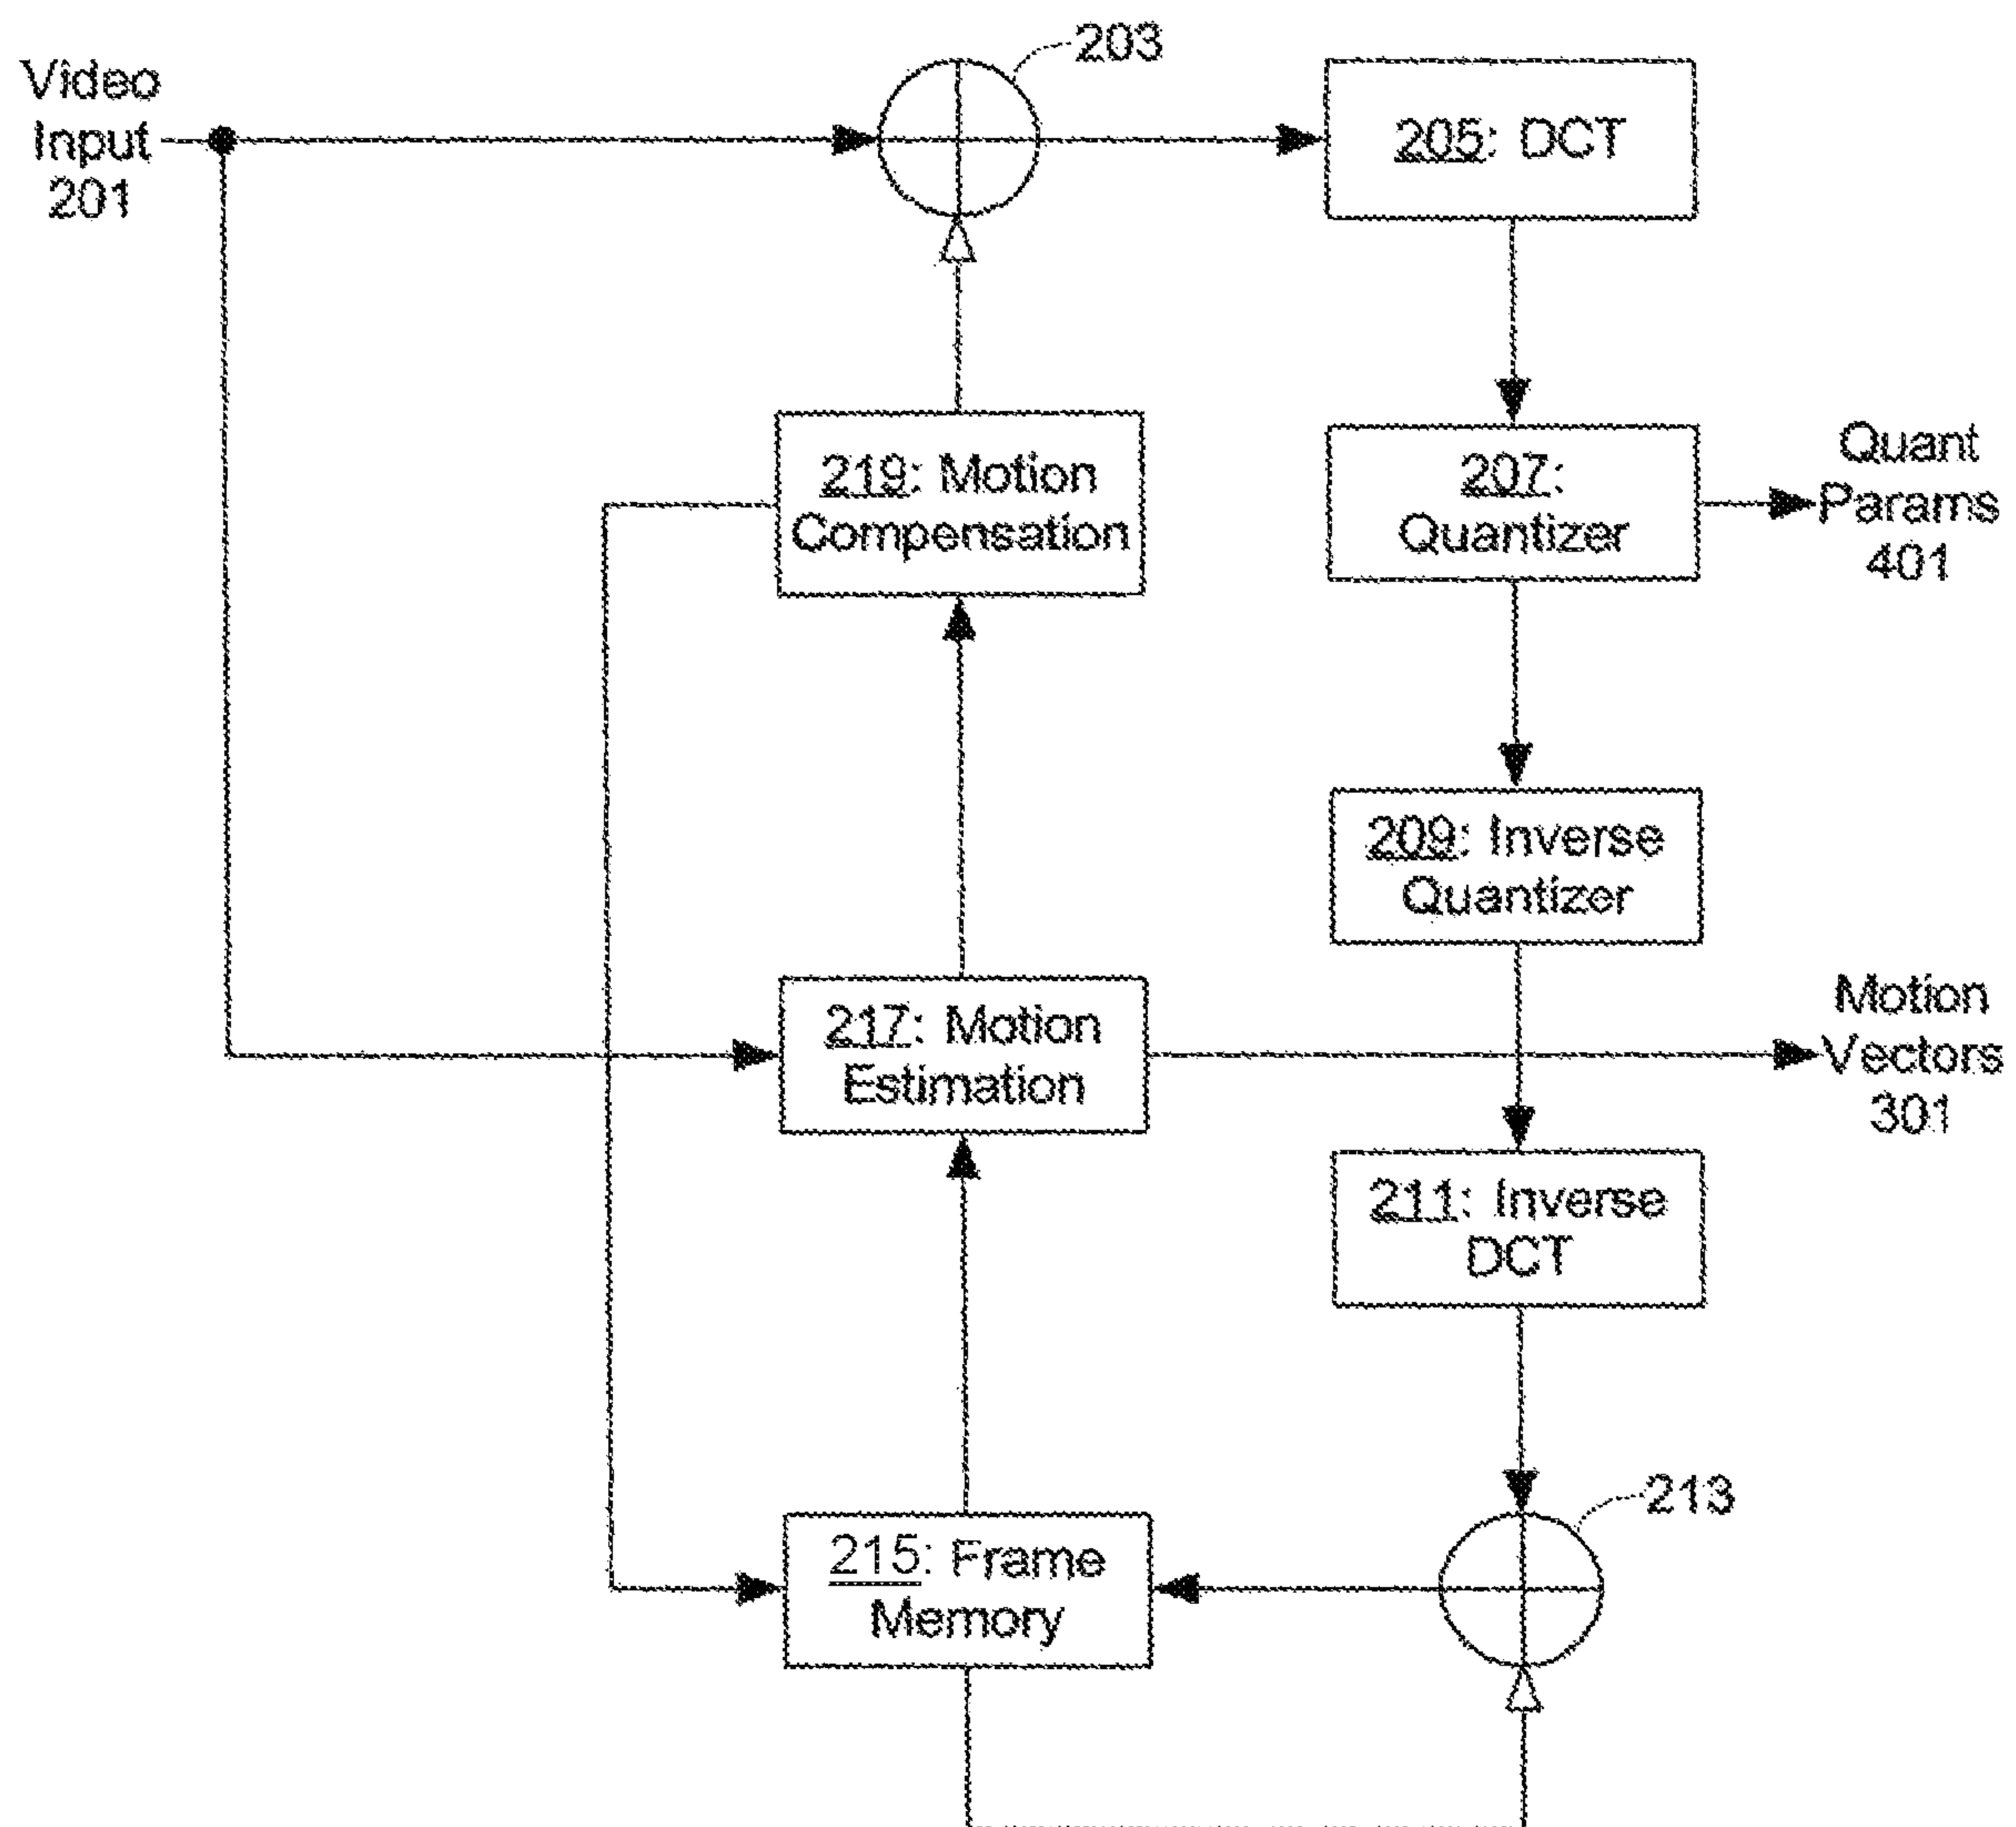 203
Video
Input
201
205: DCT
219: Motion
Compensation
207:
Quantizer
Quant
Params
401
209: Inverse
Quantizer
217: Motion
Estimation
Motion
Vectors
301
211: Inverse
DCT
213
215: Frame
Memory